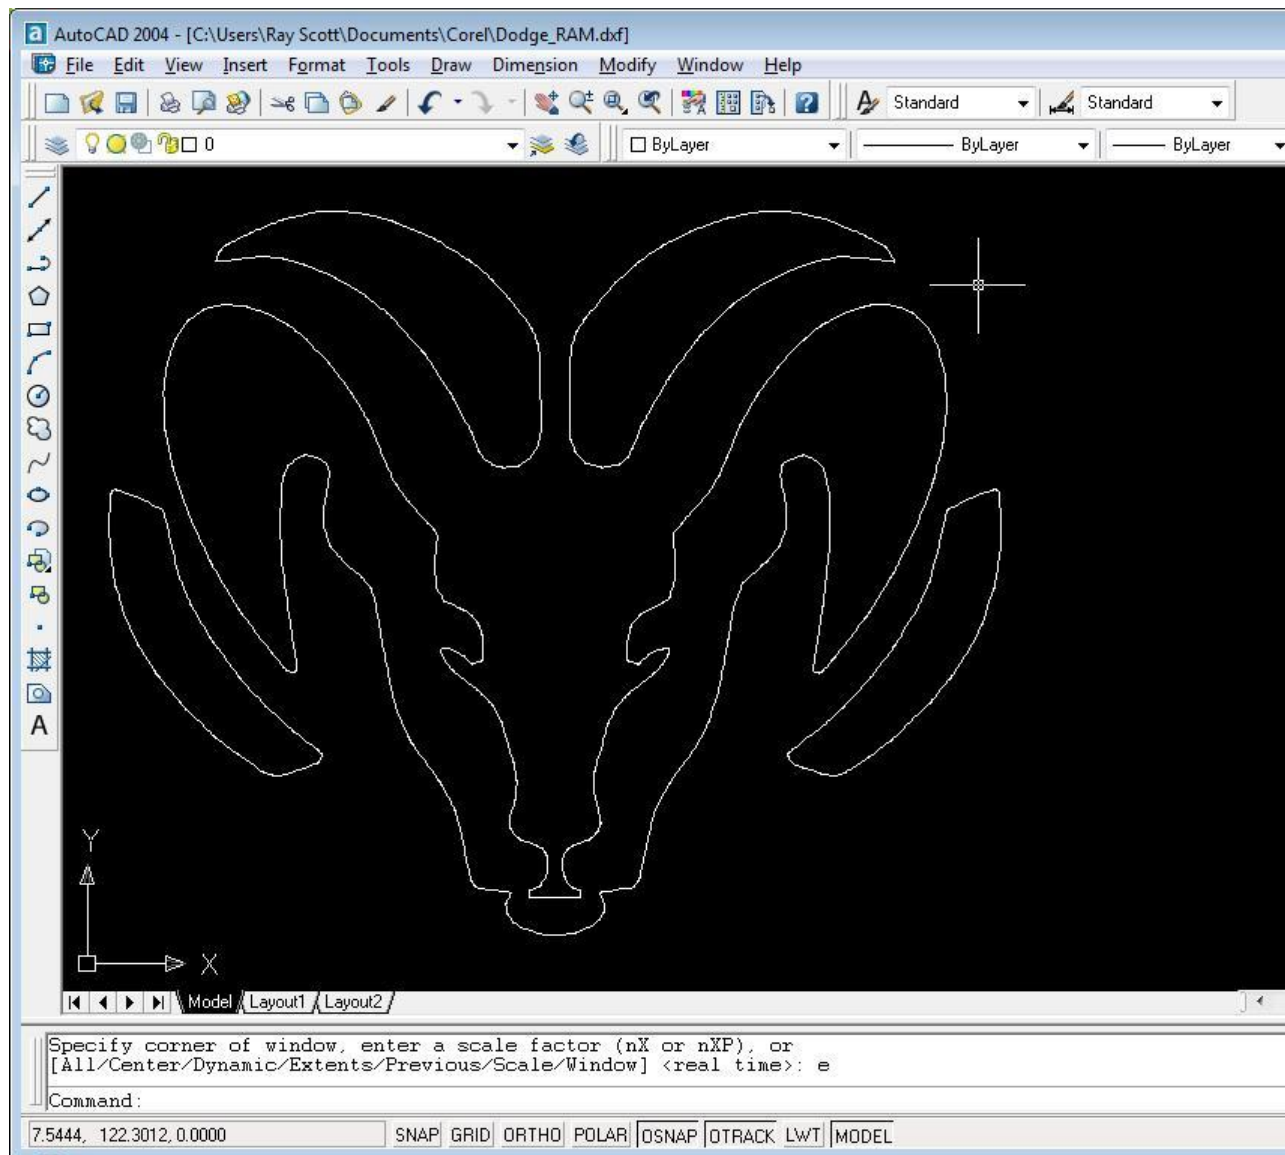 AutoCAD 2004 - [C:\Users\Ray Scott\Documents\Corel\Dodge_RAM.dxf]
File Edit View Insert Format Tools Draw Dimension Modify Window Help
Standard Standard
0 ByLayer ByLayer ByLayer
A
Y
X
Model Layout1 Layout2
Specify corner of window, enter a scale factor (nX or nXP), or
[All/Center/Dynamic/Extents/Previous/Scale/Window] <real time>: e
Command:
7.5444, 122.3012, 0.0000 SNAP GRID ORTHO POLAR OSNAP OTRACK LWT MODEL